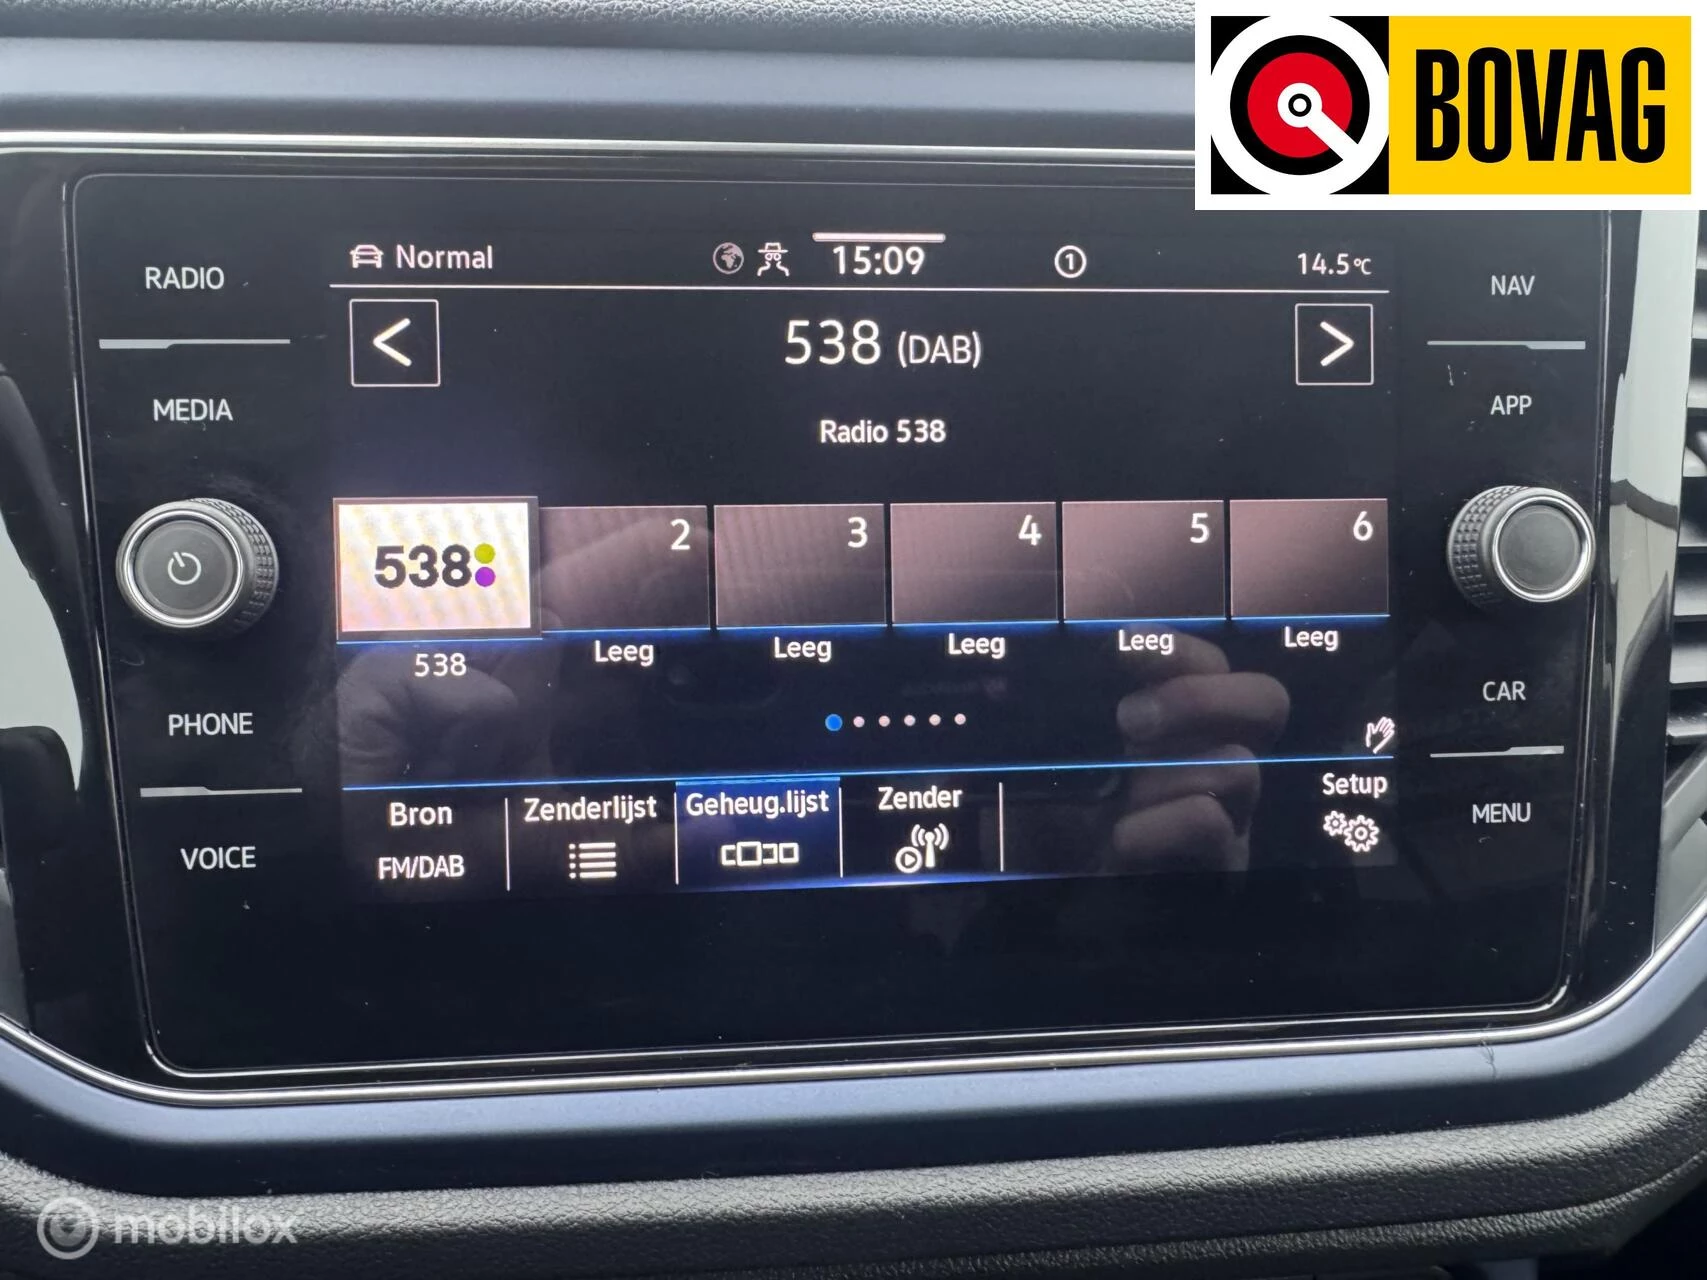 BOVAG
RADIO
MEDIA
PHONE
VOICE
Normal
15:09
1
14.5°C
538 (DAB)
Radio 538
538
2
3
4
5
6
538
Leeg
Leeg
Leeg
Leeg
Leeg
Bron
FM/DAB
Zenderlijst
Geheug.lijst
Zender
Setup
NAV
APP
CAR
MENU
mobilox